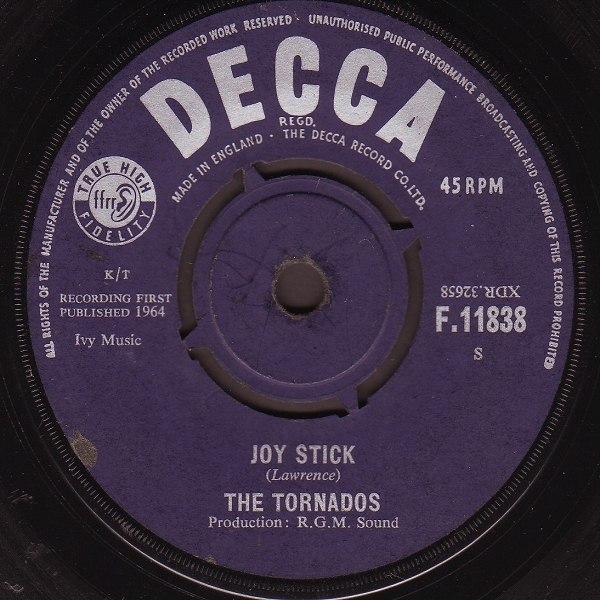 ALL RIGHTS OF THE MANUFACTURER AND OF THE OWNER OF THE RECORDED WORK RESERVED · UNAUTHORISED PUBLIC PERFORMANCE BROADCASTING AND COPYING OF THIS RECORD PROHIBITED
DECCA
REGD.
MADE IN ENGLAND · THE DECCA RECORD CO. LTD.
TRUE HIGH
ffrr
FIDELITY
45 RPM
K/T
RECORDING FIRST
PUBLISHED 1964
Ivy Music
XDR.32658
F.11838
S
JOY STICK
(Lawrence)
THE TORNADOS
Production: R.G.M. Sound